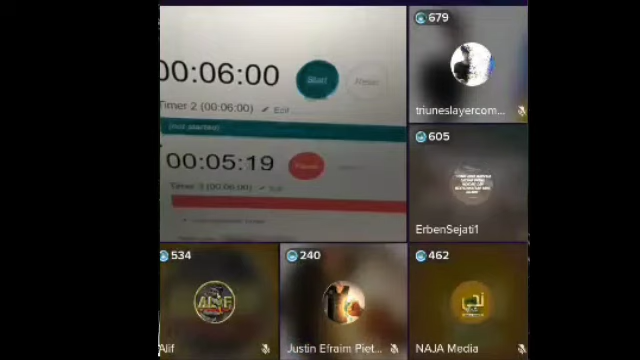 00:06:00
Start
Reset
Timer 2 (00:06:00)
Edit
00:05:19
Pause
Timer 3 (00:06:00)
Edit
679
triuneslayercom...
605
ErbenSejati1
534
Alif
240
Justin Efraim Piet...
462
NAJA Media